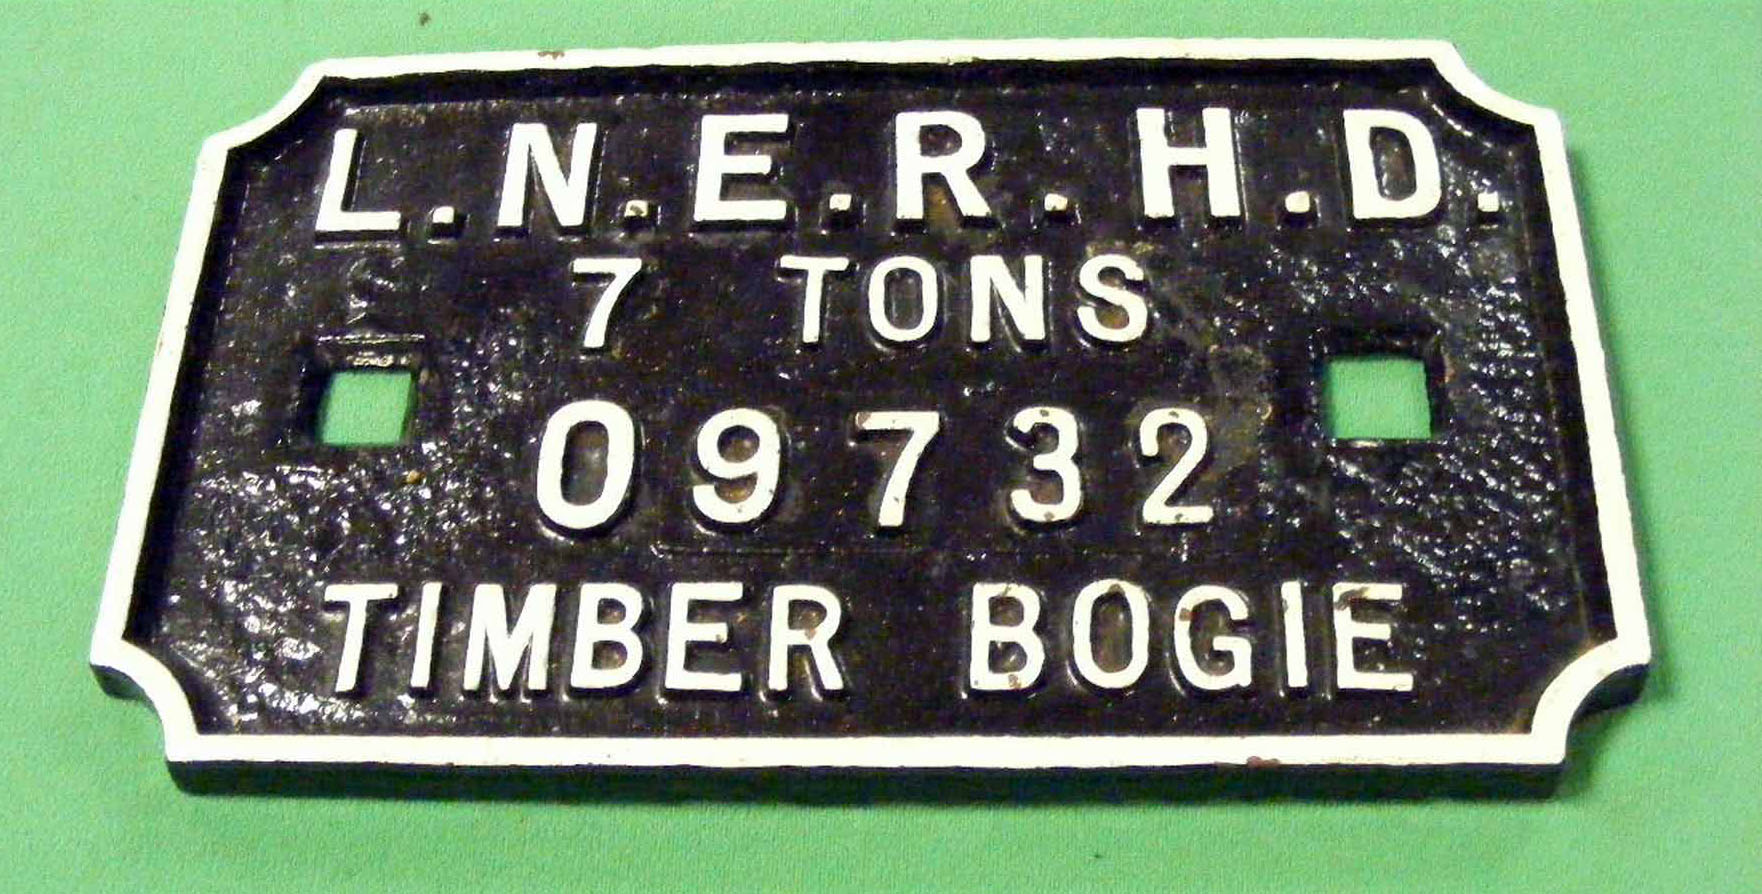 L.N.E.R.H.D.
7 TONS
09732
TIMBER BOGIE